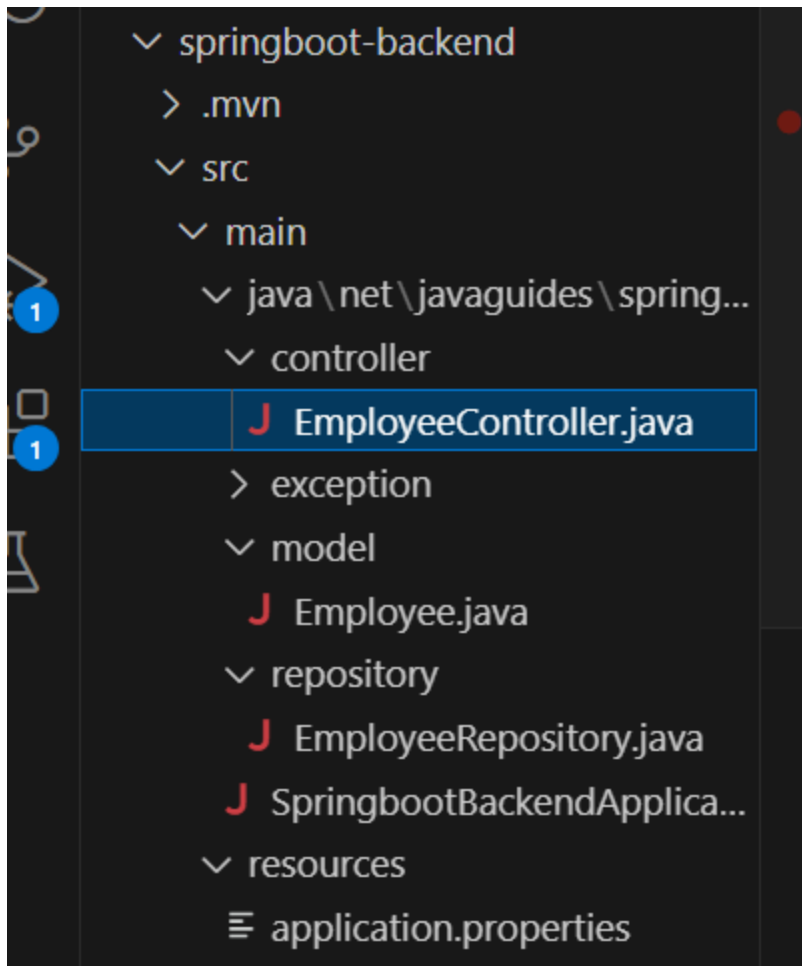 springboot-backend
.mvn
src
main
java\net\javaguides\spring...
controller
J EmployeeController.java
exception
model
J Employee.java
repository
J EmployeeRepository.java
J SpringbootBackendApplica...
resources
application.properties
1
1